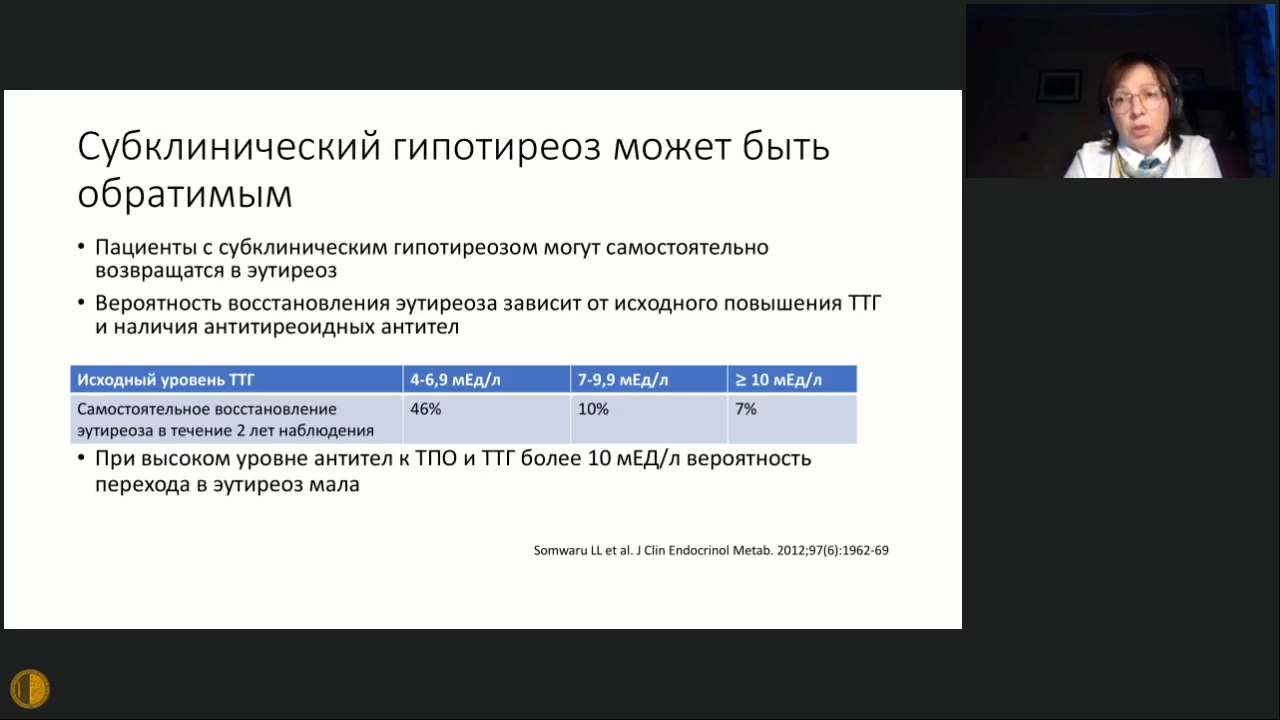 Субклинический гипотиреоз может быть
обратимым
• Пациенты с субклиническим гипотиреозом могут самостоятельно
возвращатся в эутиреоз
• Вероятность восстановления эутиреоза зависит от исходного повышения ТТГ
и наличия антитиреоидных антител
Исходный уровень ТТГ 4-6,9 мЕд/л 7-9,9 мЕд/л ≥ 10 мЕд/л
Самостоятельное восстановление 46% 10% 7%
эутиреоза в течение 2 лет наблюдения
• При высоком уровне антител к ТПО и ТТГ более 10 мЕД/л вероятность
перехода в эутиреоз мала
Somwaru LL et al. J Clin Endocrinol Metab. 2012;97(6):1962-69